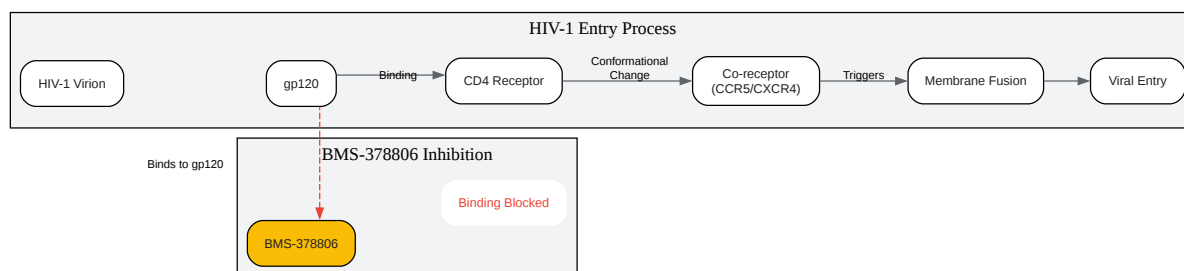 HIV-1 Entry Process
HIV-1 Virion
gp120
Binding
CD4 Receptor
Conformational
Change
Co-receptor
(CCR5/CXCR4)
Triggers
Membrane Fusion
Viral Entry
Binds to gp120
BMS-378806 Inhibition
Binding Blocked
BMS-378806